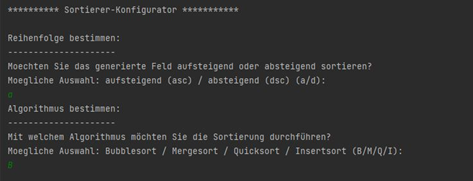 ********** Sortierer-Konfigurator ***********
Reihenfolge bestimmen:
---------------------
Moechten Sie das generierte Feld aufsteigend oder absteigend sortieren?
Moegliche Auswahl: aufsteigend (asc) / absteigend (dsc) (a/d):
a
Algorithmus bestimmen:
---------------------
Mit welchem Algorithmus möchten Sie die Sortierung durchführen?
Moegliche Auswahl: Bubblesort / Mergesort / Quicksort / Insertsort (B/M/Q/I):
B